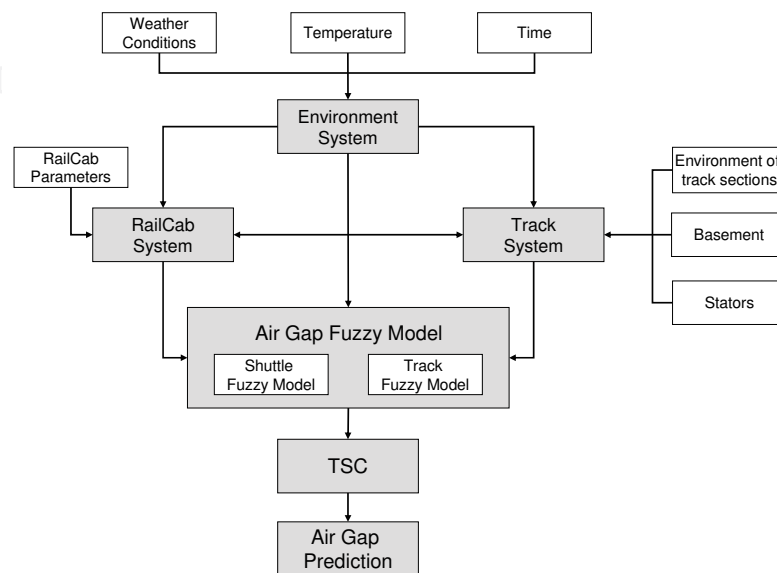 Weather
Conditions
Temperature
Time
Environment
System
RailCab
Parameters
Environment of
track sections
RailCab
System
Track
System
Basement
Stators
Air Gap Fuzzy Model
Shuttle
Fuzzy Model
Track
Fuzzy Model
TSC
Air Gap
Prediction